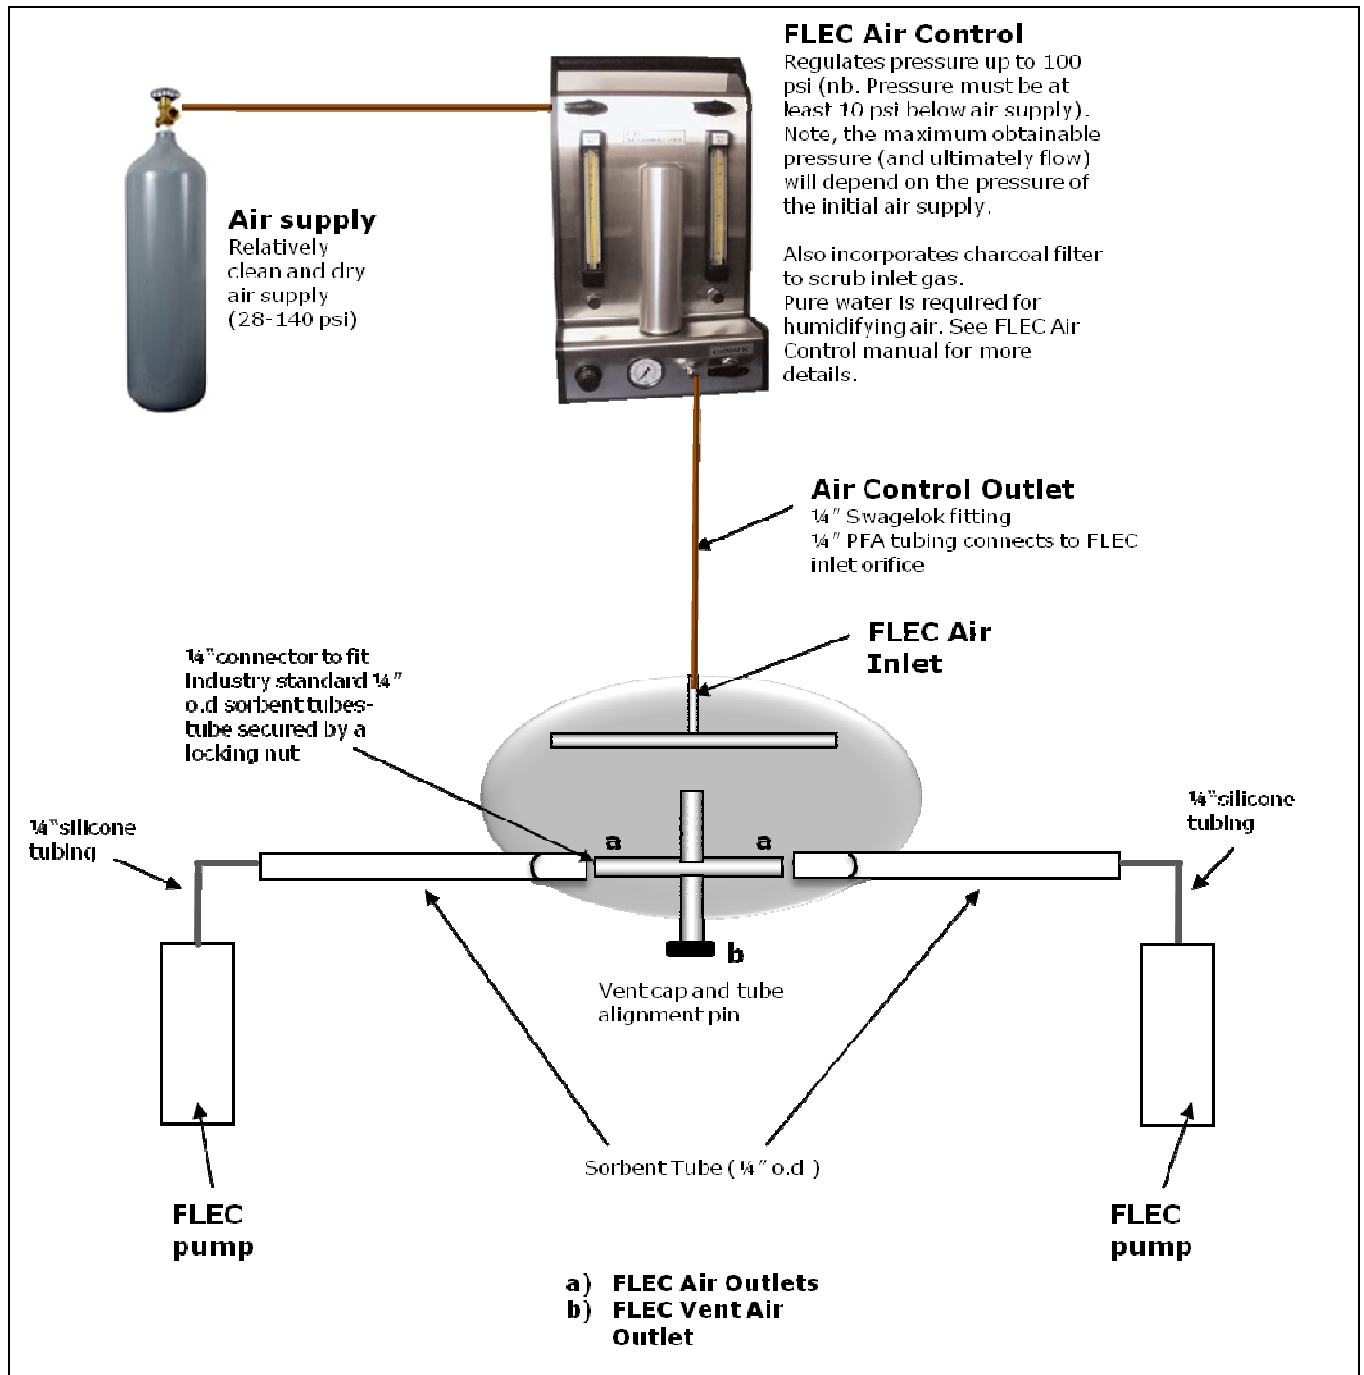 FLEC Air Control
Regulates pressure up to 100
psi (nb. Pressure must be at
least 10 psi below air supply).
Note, the maximum obtainable
pressure (and ultimately flow)
will depend on the pressure of
the initial air supply.
Also incorporates charcoal filter
to scrub inlet gas.
Pure water is required for
humidifying air. See FLEC Air
Control manual for more
details.
Air supply
Relatively
clean and dry
air supply
(28-140 psi)
Air Control Outlet
¼” Swagelok fitting
¼” PFA tubing connects to FLEC
inlet orifice
FLEC Air
Inlet
¼”connector to fit
Industry standard ¼”
o.d sorbent tubes-
tube secured by a
locking nut
¼”silicone
tubing
¼”silicone
tubing
a
a
b
Vent cap and tube
alignment pin
Sorbent Tube (¼” o.d )
FLEC
pump
FLEC
pump
a) FLEC Air Outlets
b) FLEC Vent Air
Outlet